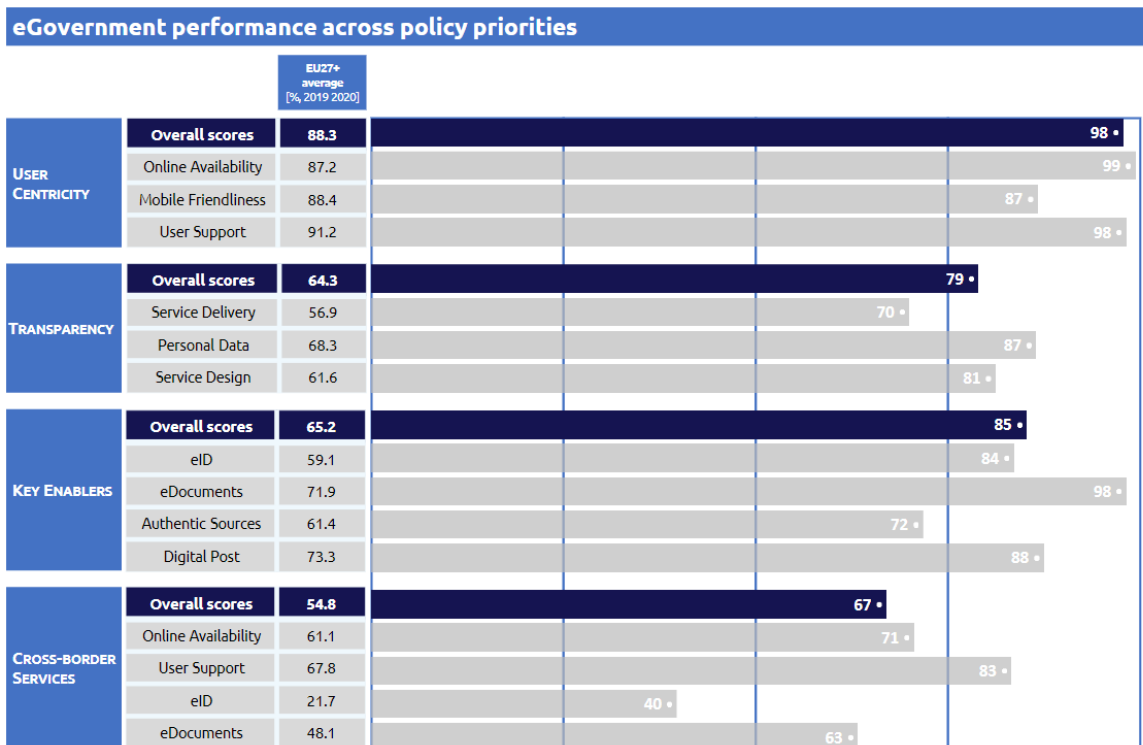 eGovernment performance across policy priorities
EU27+
average
[%, 2019 2020]
USER
CENTRICITY
Overall scores 88.3 98
Online Availability 87.2 99
Mobile Friendliness 88.4 87
User Support 91.2 98
TRANSPARENCY
Overall scores 64.3 79
Service Delivery 56.9 70
Personal Data 68.3 87
Service Design 61.6 81
KEY ENABLERS
Overall scores 65.2 85
eID 59.1 84
eDocuments 71.9 98
Authentic Sources 61.4 72
Digital Post 73.3 88
CROSS-BORDER
SERVICES
Overall scores 54.8 67
Online Availability 61.1 71
User Support 67.8 83
eID 21.7 40
eDocuments 48.1 63